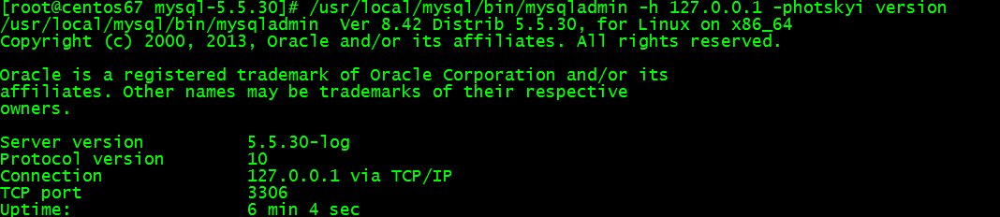 [root@centos67 mysql-5.5.30]# /usr/local/mysql/bin/mysqladmin -h 127.0.0.1 -photskyi version
/usr/local/mysql/bin/mysqladmin  Ver 8.42 Distrib 5.5.30, for Linux on x86_64
Copyright (c) 2000, 2013, Oracle and/or its affiliates. All rights reserved.
Oracle is a registered trademark of Oracle Corporation and/or its
affiliates. Other names may be trademarks of their respective
owners.
Server version          5.5.30-log
Protocol version        10
Connection              127.0.0.1 via TCP/IP
TCP port                3306
Uptime:                 6 min 4 sec